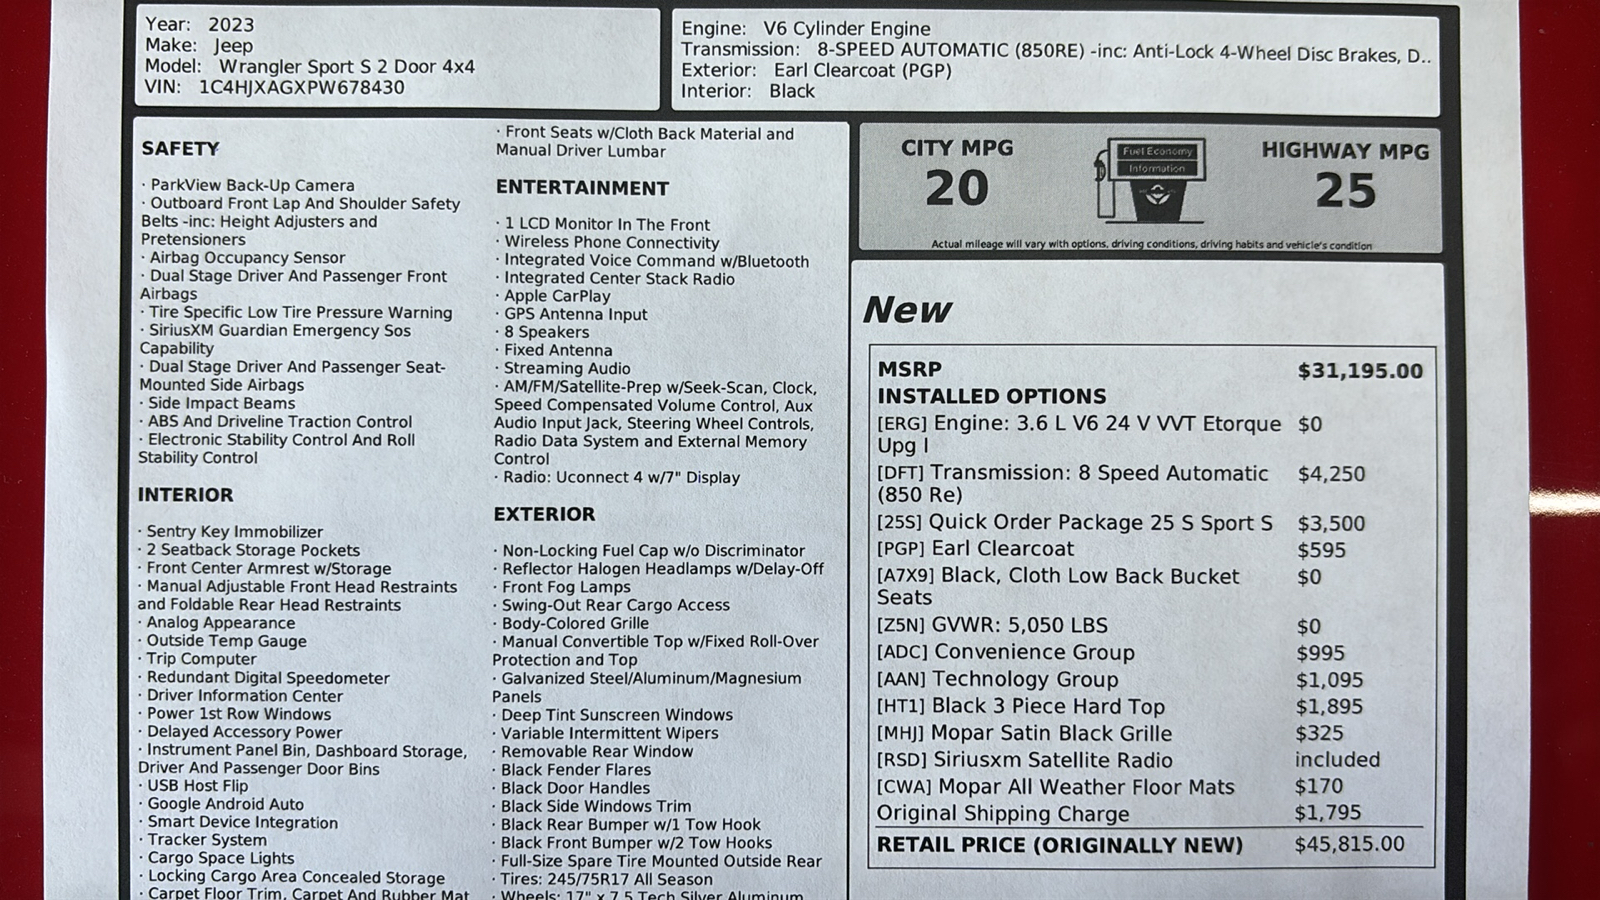 Year: 2023
Make: Jeep
Model: Wrangler Sport S 2 Door 4x4
VIN: 1C4HJXAGXPW678430
Engine: V6 Cylinder Engine
Transmission: 8-SPEED AUTOMATIC (850RE) -inc: Anti-Lock 4-Wheel Disc Brakes, D..
Exterior: Earl Clearcoat (PGP)
Interior: Black
SAFETY
· ParkView Back-Up Camera
· Outboard Front Lap And Shoulder Safety
Belts -inc: Height Adjusters and
Pretensioners
· Airbag Occupancy Sensor
· Dual Stage Driver And Passenger Front
Airbags
· Tire Specific Low Tire Pressure Warning
· SiriusXM Guardian Emergency Sos
Capability
· Dual Stage Driver And Passenger Seat-
Mounted Side Airbags
· Side Impact Beams
· ABS And Driveline Traction Control
· Electronic Stability Control And Roll
Stability Control
INTERIOR
· Sentry Key Immobilizer
· 2 Seatback Storage Pockets
· Front Center Armrest w/Storage
· Manual Adjustable Front Head Restraints
and Foldable Rear Head Restraints
· Analog Appearance
· Outside Temp Gauge
· Trip Computer
· Redundant Digital Speedometer
· Driver Information Center
· Power 1st Row Windows
· Delayed Accessory Power
· Instrument Panel Bin, Dashboard Storage,
Driver And Passenger Door Bins
· USB Host Flip
· Google Android Auto
· Smart Device Integration
· Tracker System
· Cargo Space Lights
· Locking Cargo Area Concealed Storage
· Carpet Floor Trim, Carpet And Rubber Mat
· Front Seats w/Cloth Back Material and
Manual Driver Lumbar
ENTERTAINMENT
· 1 LCD Monitor In The Front
· Wireless Phone Connectivity
· Integrated Voice Command w/Bluetooth
· Integrated Center Stack Radio
· Apple CarPlay
· GPS Antenna Input
· 8 Speakers
· Fixed Antenna
· Streaming Audio
· AM/FM/Satellite-Prep w/Seek-Scan, Clock,
Speed Compensated Volume Control, Aux
Audio Input Jack, Steering Wheel Controls,
Radio Data System and External Memory
Control
· Radio: Uconnect 4 w/7" Display
EXTERIOR
· Non-Locking Fuel Cap w/o Discriminator
· Reflector Halogen Headlamps w/Delay-Off
· Front Fog Lamps
· Swing-Out Rear Cargo Access
· Body-Colored Grille
· Manual Convertible Top w/Fixed Roll-Over
Protection and Top
· Galvanized Steel/Aluminum/Magnesium
Panels
· Deep Tint Sunscreen Windows
· Variable Intermittent Wipers
· Removable Rear Window
· Black Fender Flares
· Black Door Handles
· Black Side Windows Trim
· Black Rear Bumper w/1 Tow Hook
· Black Front Bumper w/2 Tow Hooks
· Full-Size Spare Tire Mounted Outside Rear
· Tires: 245/75R17 All Season
· Wheels: 17" x 7.5 Tech Silver Aluminum
CITY MPG
20
Fuel Economy
Information
HIGHWAY MPG
25
Actual mileage will vary with options, driving conditions, driving habits and vehicle's condition
New
MSRP $31,195.00
INSTALLED OPTIONS
[ERG] Engine: 3.6 L V6 24 V VVT Etorque $0
Upg I
[DFT] Transmission: 8 Speed Automatic $4,250
(850 Re)
[25S] Quick Order Package 25 S Sport S $3,500
[PGP] Earl Clearcoat $595
[A7X9] Black, Cloth Low Back Bucket $0
Seats
[Z5N] GVWR: 5,050 LBS $0
[ADC] Convenience Group $995
[AAN] Technology Group $1,095
[HT1] Black 3 Piece Hard Top $1,895
[MHJ] Mopar Satin Black Grille $325
[RSD] Siriusxm Satellite Radio included
[CWA] Mopar All Weather Floor Mats $170
Original Shipping Charge $1,795
RETAIL PRICE (ORIGINALLY NEW) $45,815.00